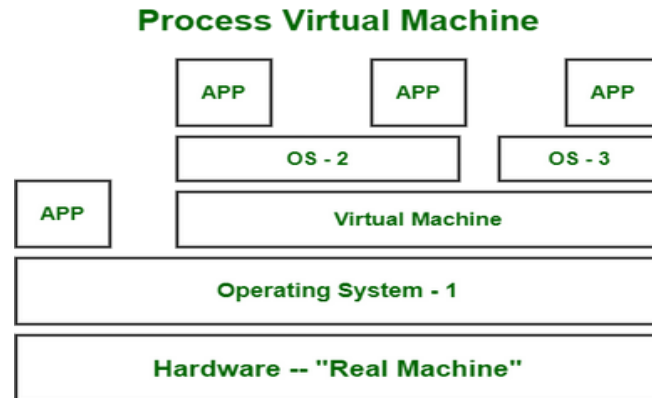 Process Virtual Machine
APP APP APP
OS - 2 OS - 3
APP
Virtual Machine
Operating System - 1
Hardware -- "Real Machine"